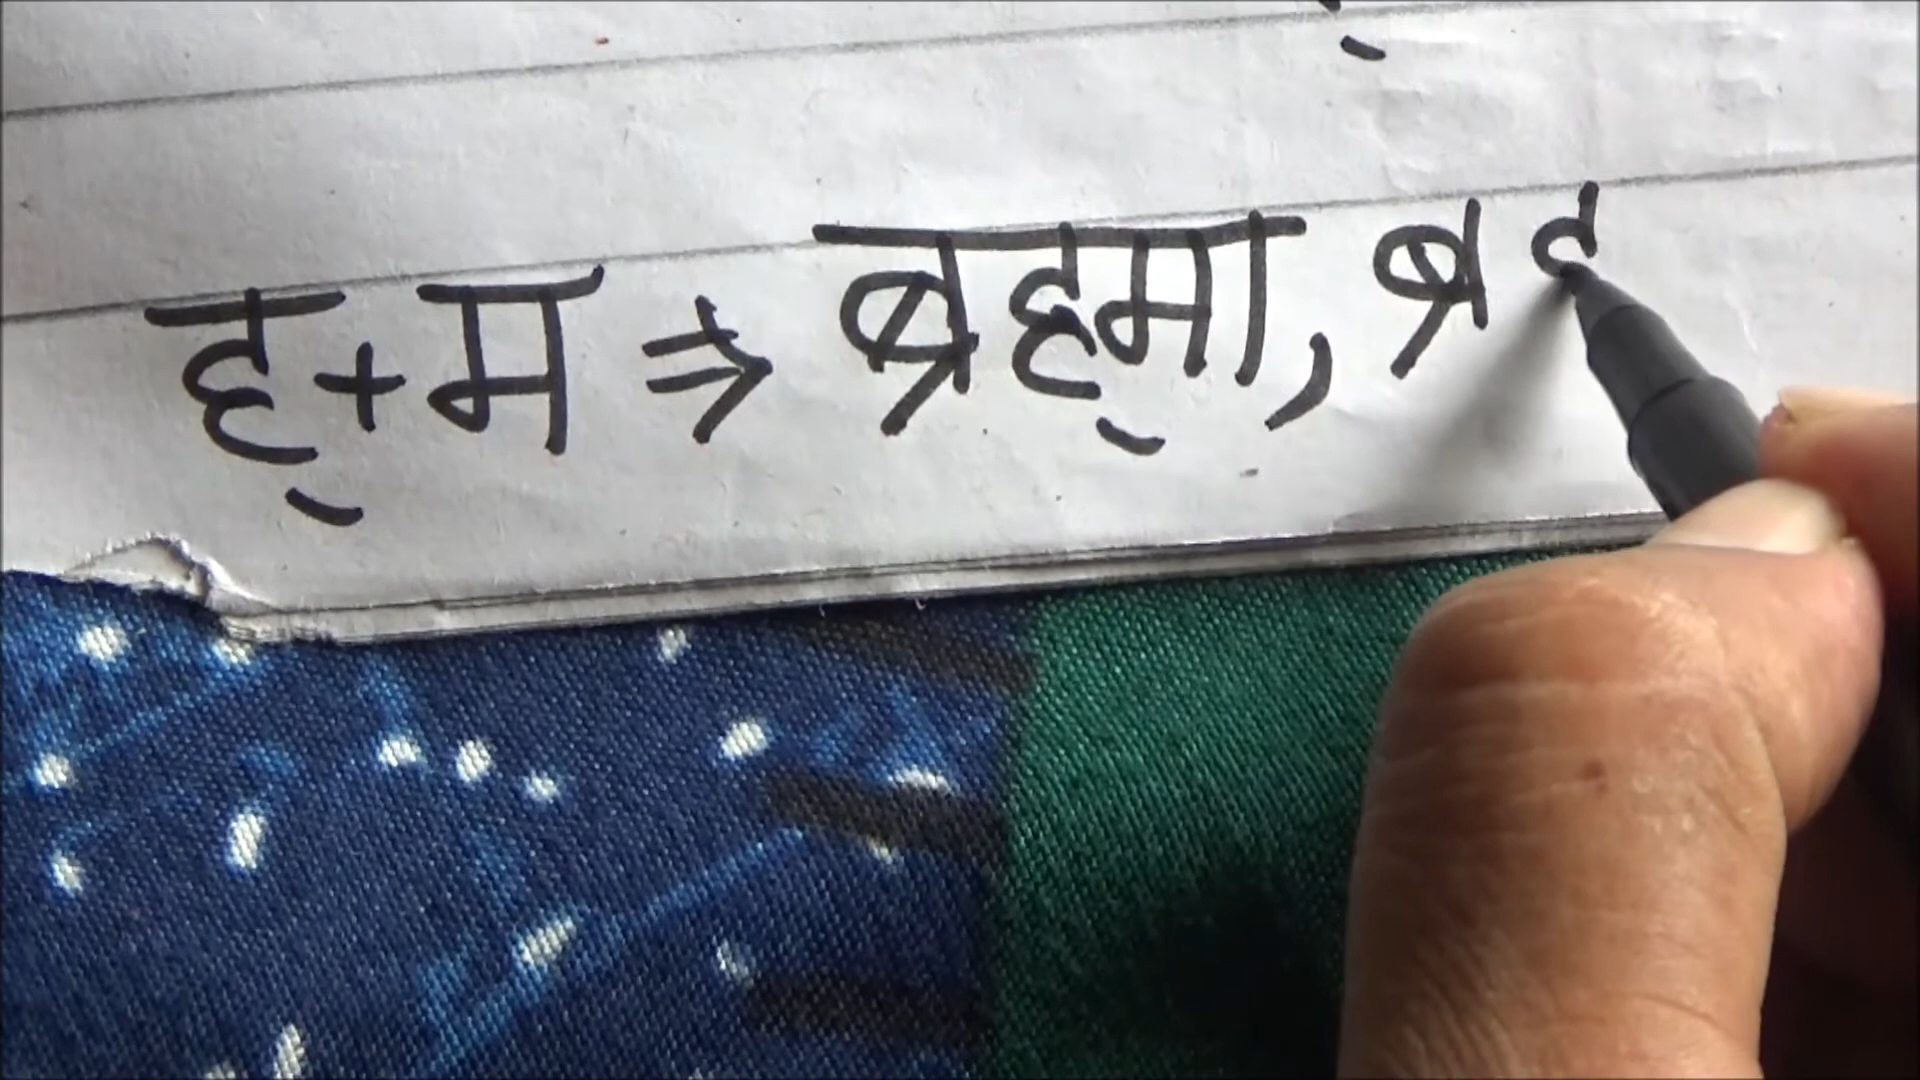 ह् + म ⇒ ब्रह्‌मा, ब्र